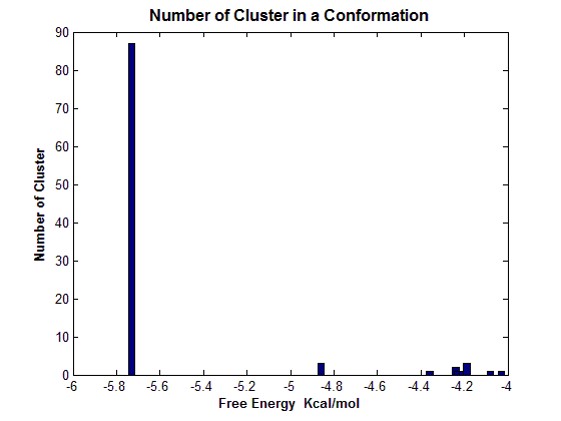 Number of Cluster in a Conformation
90
80
70
60
50
40
30
20
10
0
Number of Cluster
-6 -5.8 -5.6 -5.4 -5.2 -5 -4.8 -4.6 -4.4 -4.2 -4
Free Energy Kcal/mol